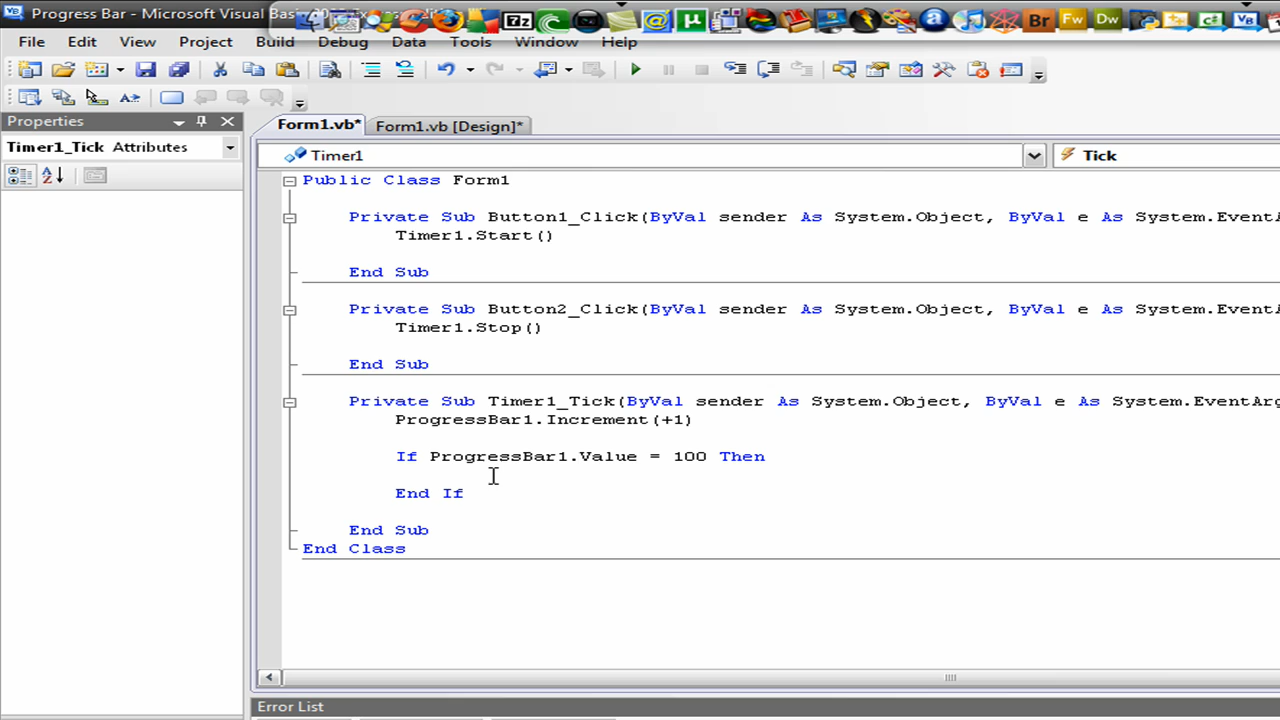 Progress Bar - Microsoft Visual Bas
File Edit View Project Build Debug Data Tools Window Help
Properties
Timer1_Tick Attributes
Form1.vb* Form1.vb [Design]*
Timer1 Tick
Public Class Form1
Private Sub Button1_Click(ByVal sender As System.Object, ByVal e As System.EventA
Timer1.Start()
End Sub
Private Sub Button2_Click(ByVal sender As System.Object, ByVal e As System.EventA
Timer1.Stop()
End Sub
Private Sub Timer1_Tick(ByVal sender As System.Object, ByVal e As System.EventArg
ProgressBar1.Increment(+1)
If ProgressBar1.Value = 100 Then
End If
End Sub
End Class
Error List